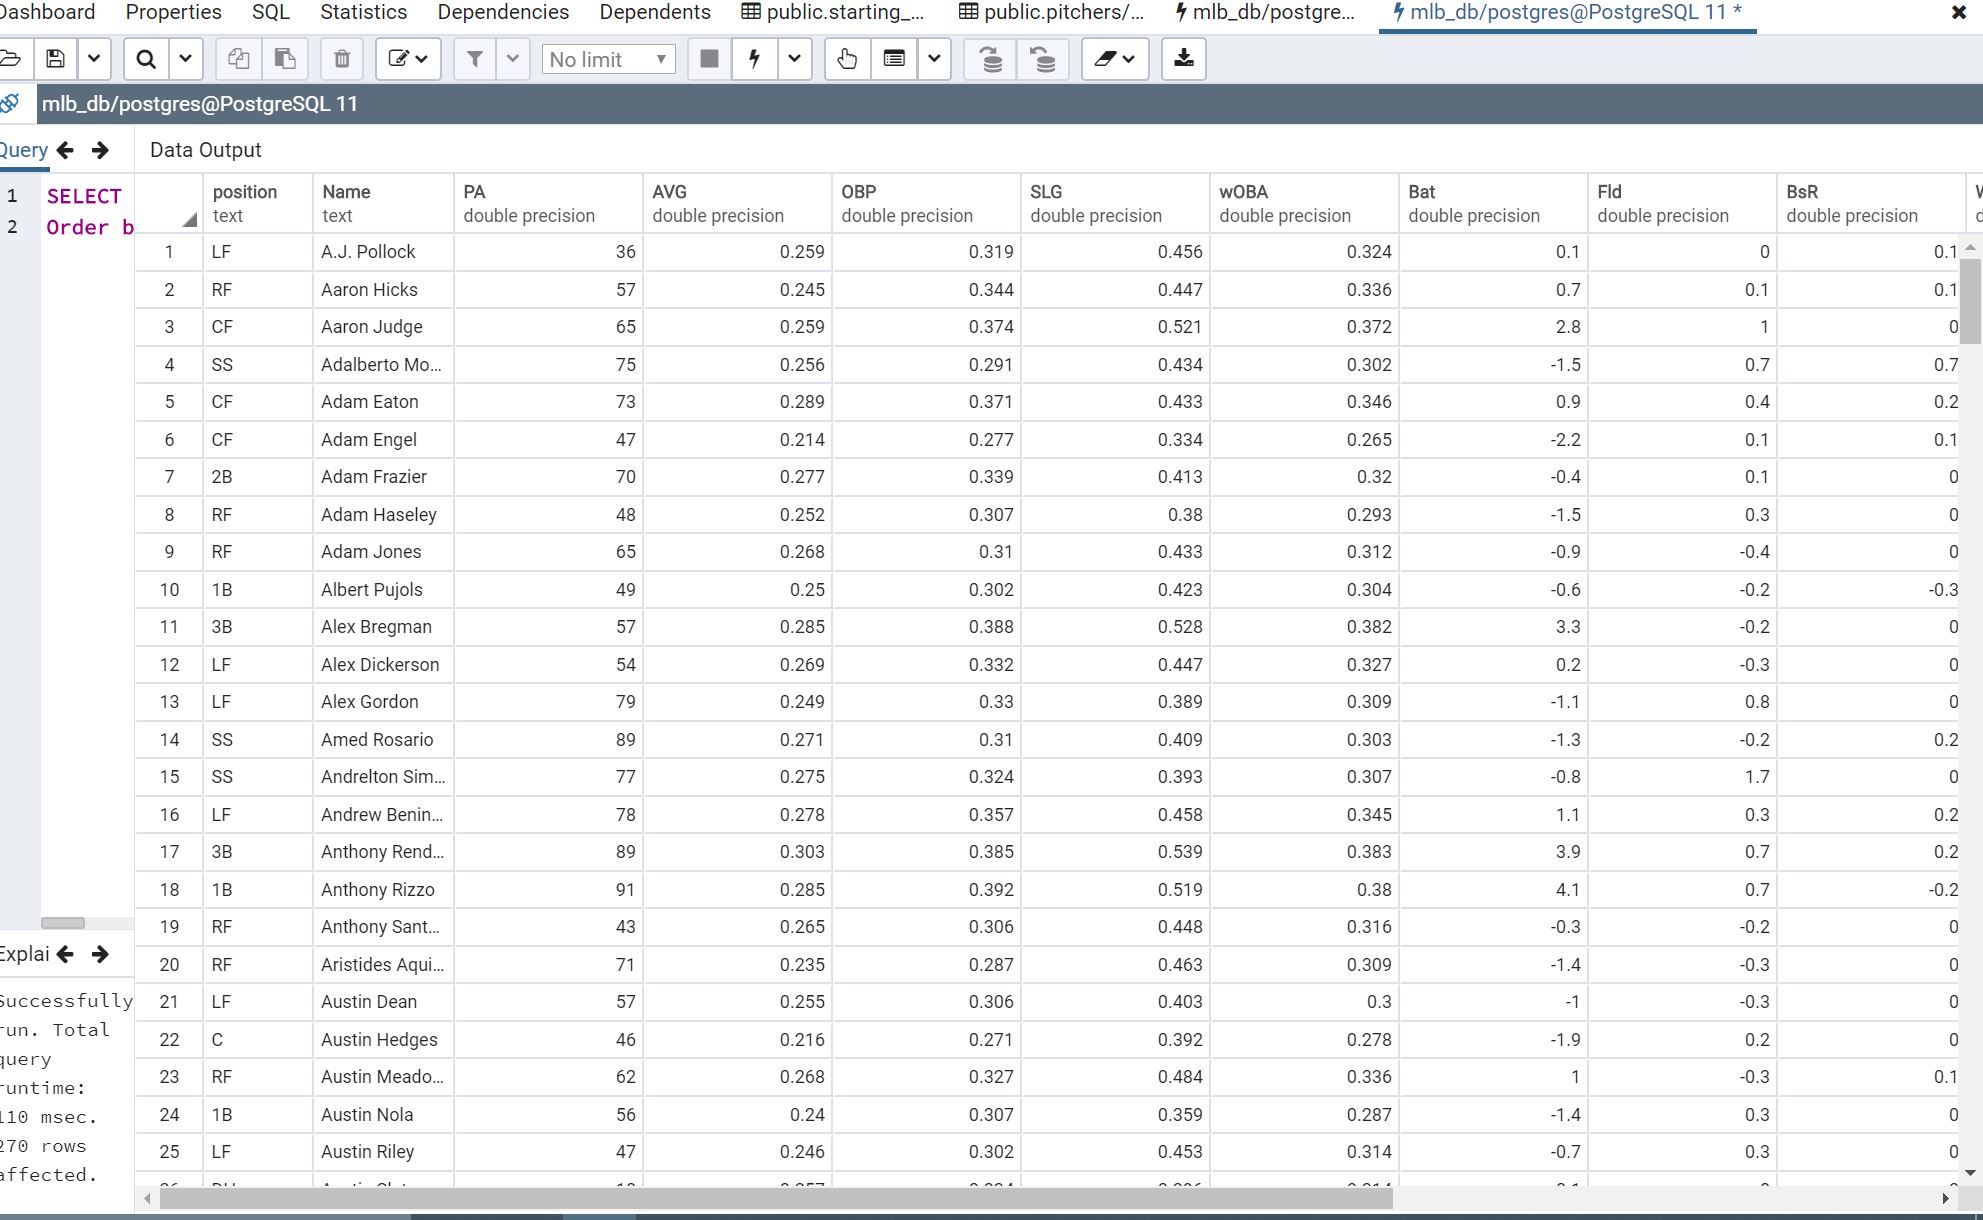 Dashboard Properties SQL Statistics Dependencies Dependents public.starting_... public.pitchers/... mlb_db/postgre... mlb_db/postgres@PostgreSQL 11 *
No limit
mlb_db/postgres@PostgreSQL 11
Query Data Output
1 SELECT
2 Order b
position Name PA AVG OBP SLG wOBA Bat Fld BsR
text text double precision double precision double precision double precision double precision double precision double precision double precision
1 LF A.J. Pollock 36 0.259 0.319 0.456 0.324 0.1 0 0.1
2 RF Aaron Hicks 57 0.245 0.344 0.447 0.336 0.7 0.1 0.1
3 CF Aaron Judge 65 0.259 0.374 0.521 0.372 2.8 1 0
4 SS Adalberto Mo... 75 0.256 0.291 0.434 0.302 -1.5 0.7 0.7
5 CF Adam Eaton 73 0.289 0.371 0.433 0.346 0.9 0.4 0.2
6 CF Adam Engel 47 0.214 0.277 0.334 0.265 -2.2 0.1 0.1
7 2B Adam Frazier 70 0.277 0.339 0.413 0.32 -0.4 0.1 0
8 RF Adam Haseley 48 0.252 0.307 0.38 0.293 -1.5 0.3 0
9 RF Adam Jones 65 0.268 0.31 0.433 0.312 -0.9 -0.4 0
10 1B Albert Pujols 49 0.25 0.302 0.423 0.304 -0.6 -0.2 -0.3
11 3B Alex Bregman 57 0.285 0.388 0.528 0.382 3.3 -0.2 0
12 LF Alex Dickerson 54 0.269 0.332 0.447 0.327 0.2 -0.3 0
13 LF Alex Gordon 79 0.249 0.33 0.389 0.309 -1.1 0.8 0
14 SS Amed Rosario 89 0.271 0.31 0.409 0.303 -1.3 -0.2 0.2
15 SS Andrelton Sim... 77 0.275 0.324 0.393 0.307 -0.8 1.7 0
16 LF Andrew Benin... 78 0.278 0.357 0.458 0.345 1.1 0.3 0.2
17 3B Anthony Rend... 89 0.303 0.385 0.539 0.383 3.9 0.7 0.2
18 1B Anthony Rizzo 91 0.285 0.392 0.519 0.38 4.1 0.7 -0.2
19 RF Anthony Sant... 43 0.265 0.306 0.448 0.316 -0.3 -0.2 0
20 RF Aristides Aqui... 71 0.235 0.287 0.463 0.309 -1.4 -0.3 0
21 LF Austin Dean 57 0.255 0.306 0.403 0.3 -1 -0.3 0
22 C Austin Hedges 46 0.216 0.271 0.392 0.278 -1.9 0.2 0
23 RF Austin Meado... 62 0.268 0.327 0.484 0.336 1 -0.3 0.1
24 1B Austin Nola 56 0.24 0.307 0.359 0.287 -1.4 0.3 0
25 LF Austin Riley 47 0.246 0.302 0.453 0.314 -0.7 0.3 0
Explai
Successfully
run. Total
query
runtime:
110 msec.
270 rows
affected.